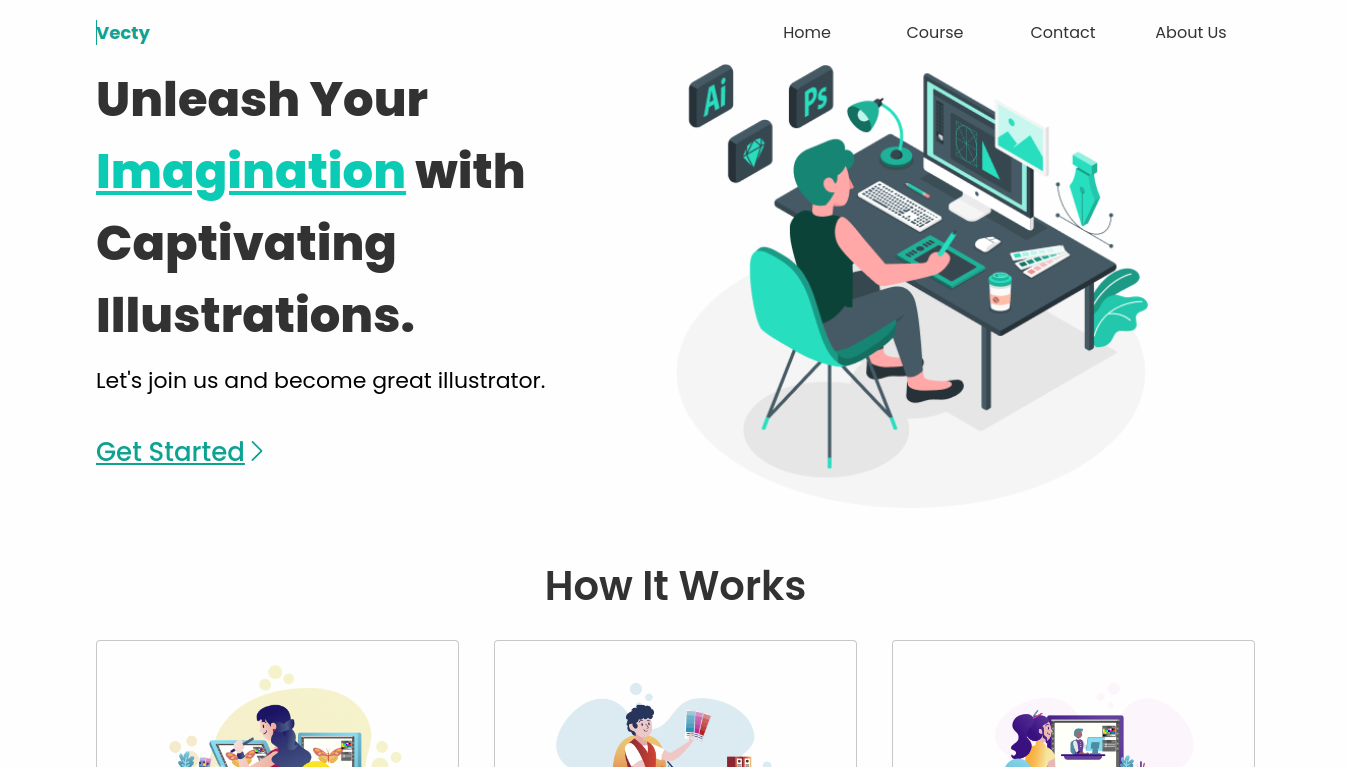 Vecty
Home
Course
Contact
About Us
Ai
Ps
Unleash Your
Imagination with
Captivating
Illustrations.
Let's join us and become great illustrator.
Get Started
How It Works